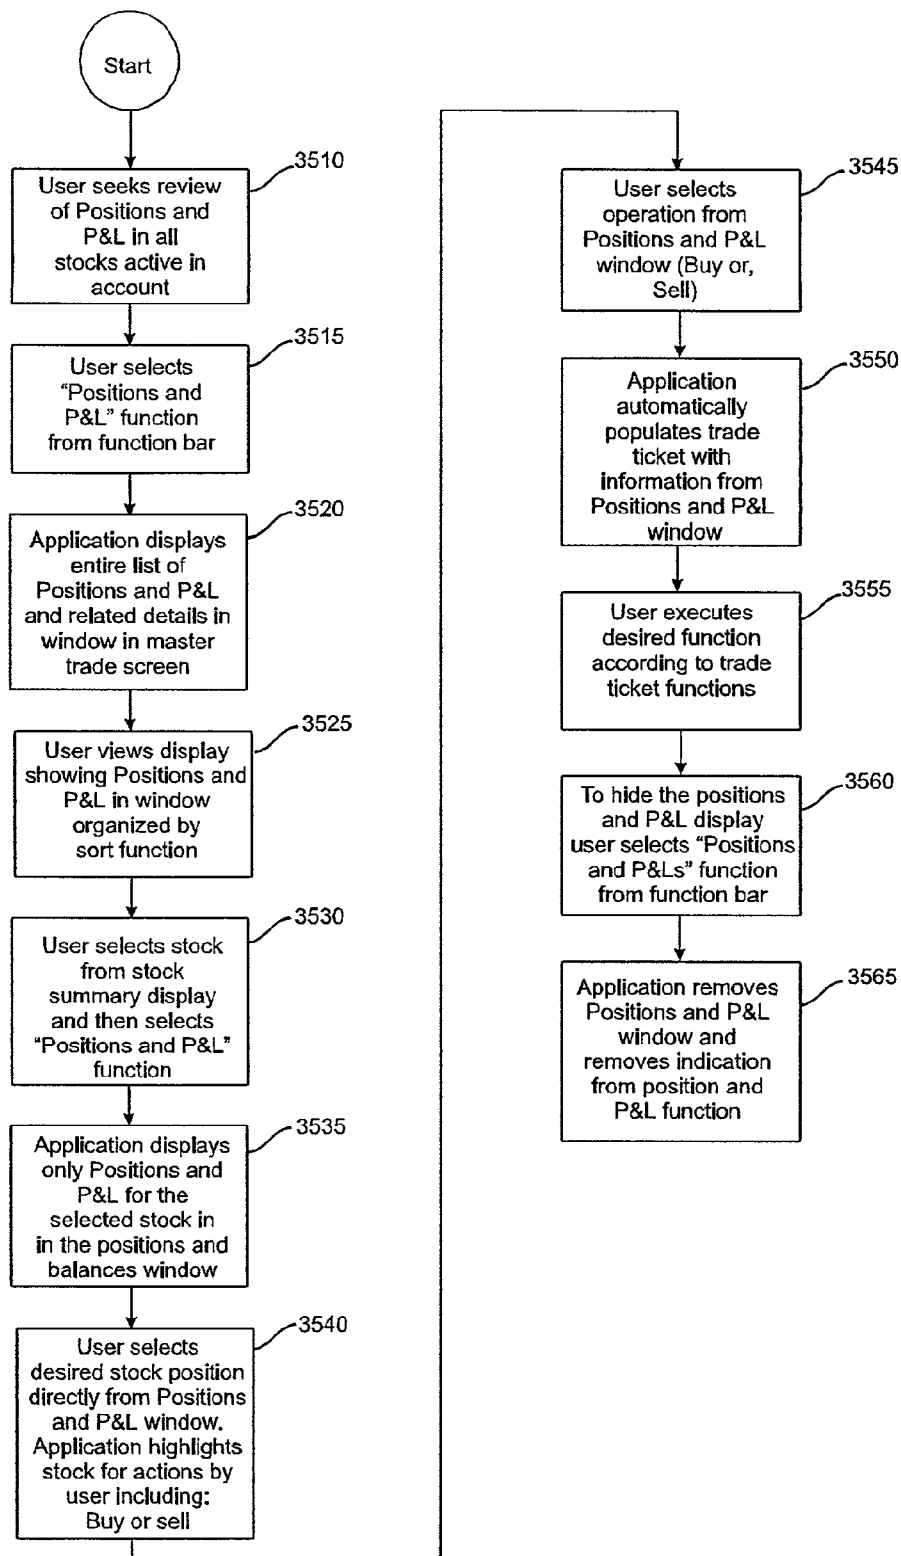 Start
3510
User seeks review
of Positions and
P&L in all
stocks active in
account
3515
User selects
“Positions and
P&L” function
from function bar
3520
Application displays
entire list of
Positions and P&L
and related details in
window in master
trade screen
3525
User views display
showing Positions and
P&L in window
organized by
sort function
3530
User selects stock
from stock
summary display
and then selects
“Positions and P&L”
function
3535
Application displays
only Positions and
P&L for the
selected stock in
in the positions and
balances window
3540
User selects
desired stock position
directly from Positions
and P&L window.
Application highlights
stock for actions by
user including:
Buy or sell
3545
User selects
operation from
Positions and P&L
window (Buy or,
Sell)
3550
Application
automatically
populates trade
ticket with
information from
Positions and P&L
window
3555
User executes
desired function
according to trade
ticket functions
3560
To hide the positions
and P&L display
user selects “Positions
and P&Ls” function
from function bar
3565
Application removes
Positions and P&L
window and
removes indication
from position and
P&L function